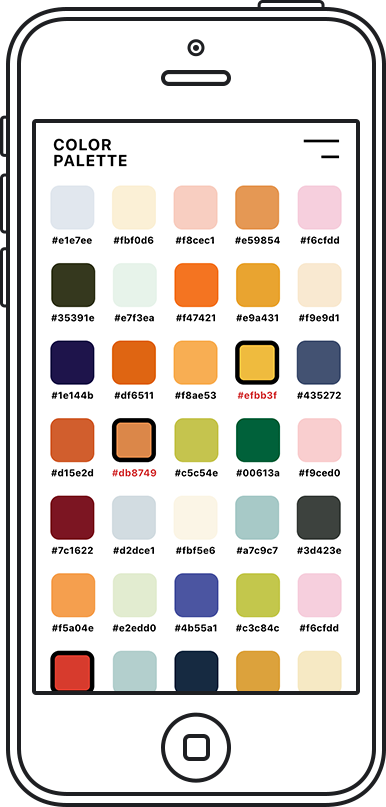 COLOR
PALETTE
#e1e7ee #fbf0d6 #f8cec1 #e59854 #f6cfdd
#35391e #e7f3ea #f47421 #e9a431 #f9e9d1
#1e144b #df6511 #f8ae53 #efbb3f #435272
#d15e2d #db8749 #c5c54e #00613a #f9ced0
#7c1622 #d2dce1 #fbf5e6 #a7c9c7 #3d423e
#f5a04e #e2edd0 #4b55a1 #c3c84c #f6cfdd